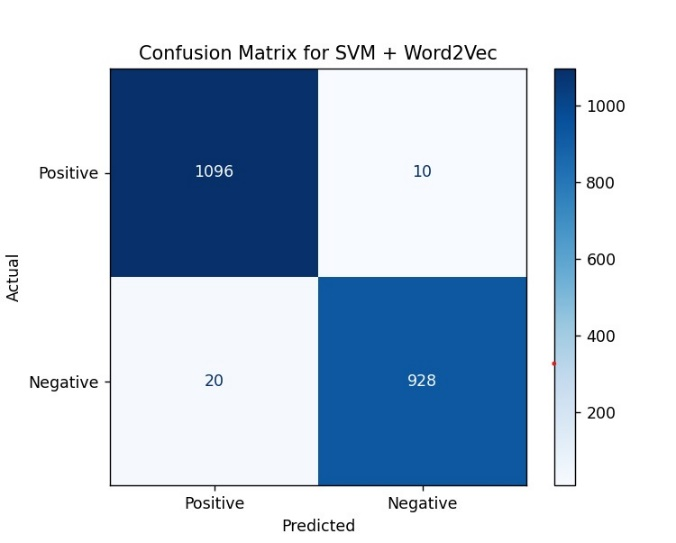 Confusion Matrix for SVM + Word2Vec
Actual
Positive
1096
10
Negative
20
928
Positive
Negative
Predicted
1000
800
600
400
200